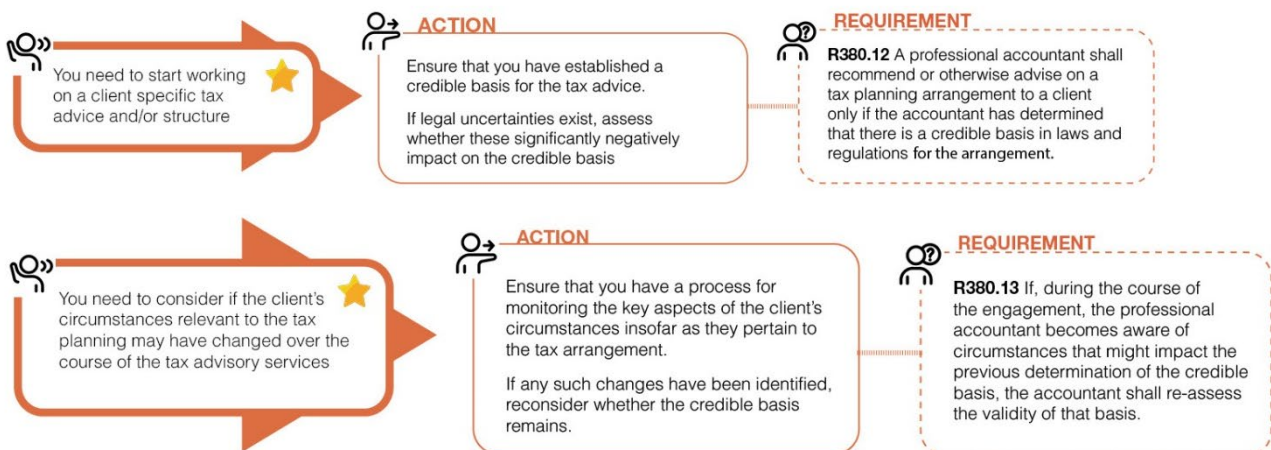 You need to start working
on a client specific tax
advice and/or structure
ACTION
Ensure that you have established a
credible basis for the tax advice.
If legal uncertainties exist, assess
whether these significantly negatively
impact on the credible basis
REQUIREMENT
R380.12 A professional accountant shall
recommend or otherwise advise on a
tax planning arrangement to a client
only if the accountant has determined
that there is a credible basis in laws and
regulations for the arrangement.
You need to consider if the client's
circumstances relevant to the tax
planning may have changed over the
course of the tax advisory services
ACTION
Ensure that you have a process for
monitoring the key aspects of the client's
circumstances insofar as they pertain to
the tax arrangement.
If any such changes have been identified,
reconsider whether the credible basis
remains.
REQUIREMENT
R380.13 If, during the course of
the engagement, the professional
accountant becomes aware of
circumstances that might impact the
previous determination of the credible
basis, the accountant shall re-assess
the validity of that basis.